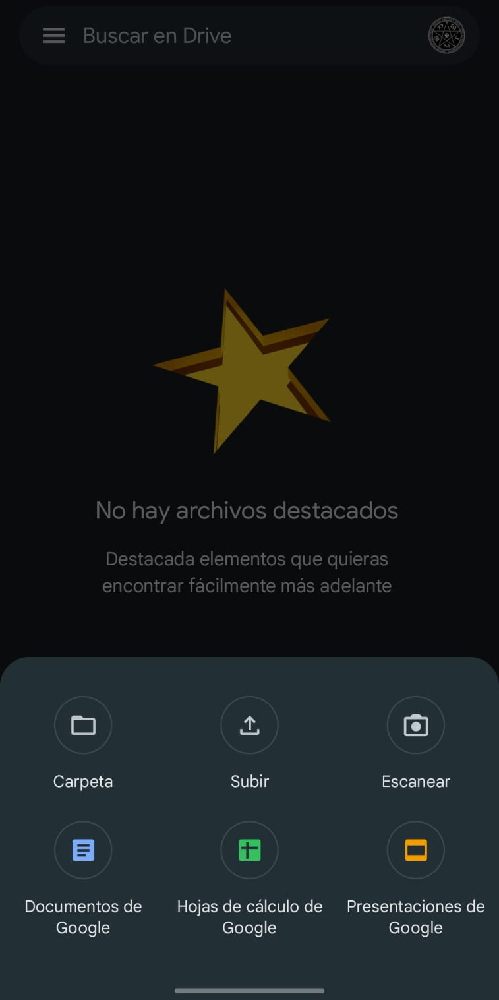 Buscar en Drive
No hay archivos destacados
Destacada elementos que quieras
encontrar fácilmente más adelante
Carpeta
Subir
Escanear
Documentos de
Google
Hojas de cálculo de
Google
Presentaciones de
Google